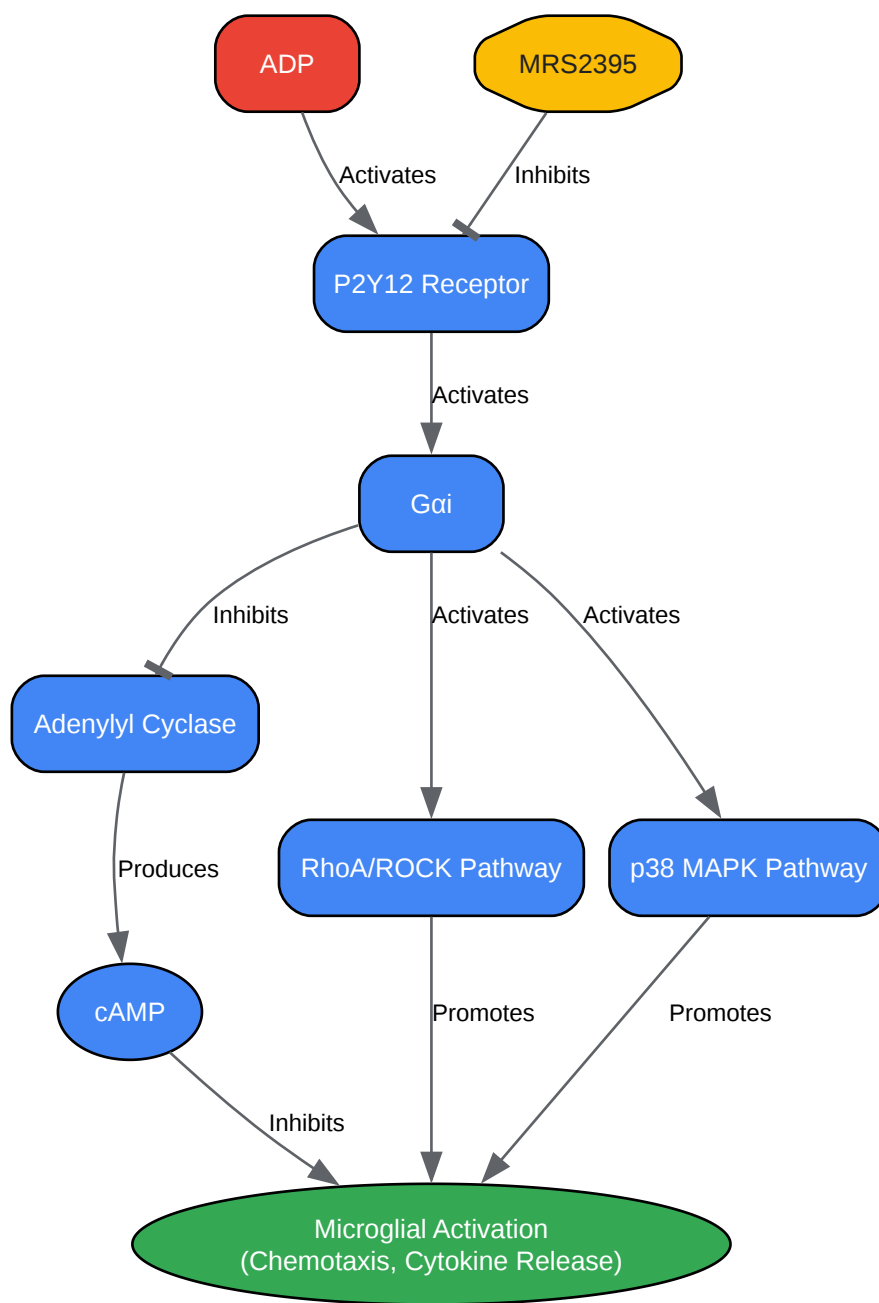 ADP
MRS2395
Activates
Inhibits
P2Y12 Receptor
Activates
Gαi
Inhibits
Activates
Activates
Adenylyl Cyclase
Produces
RhoA/ROCK Pathway
p38 MAPK Pathway
cAMP
Promotes
Promotes
Inhibits
Microglial Activation
(Chemotaxis, Cytokine Release)